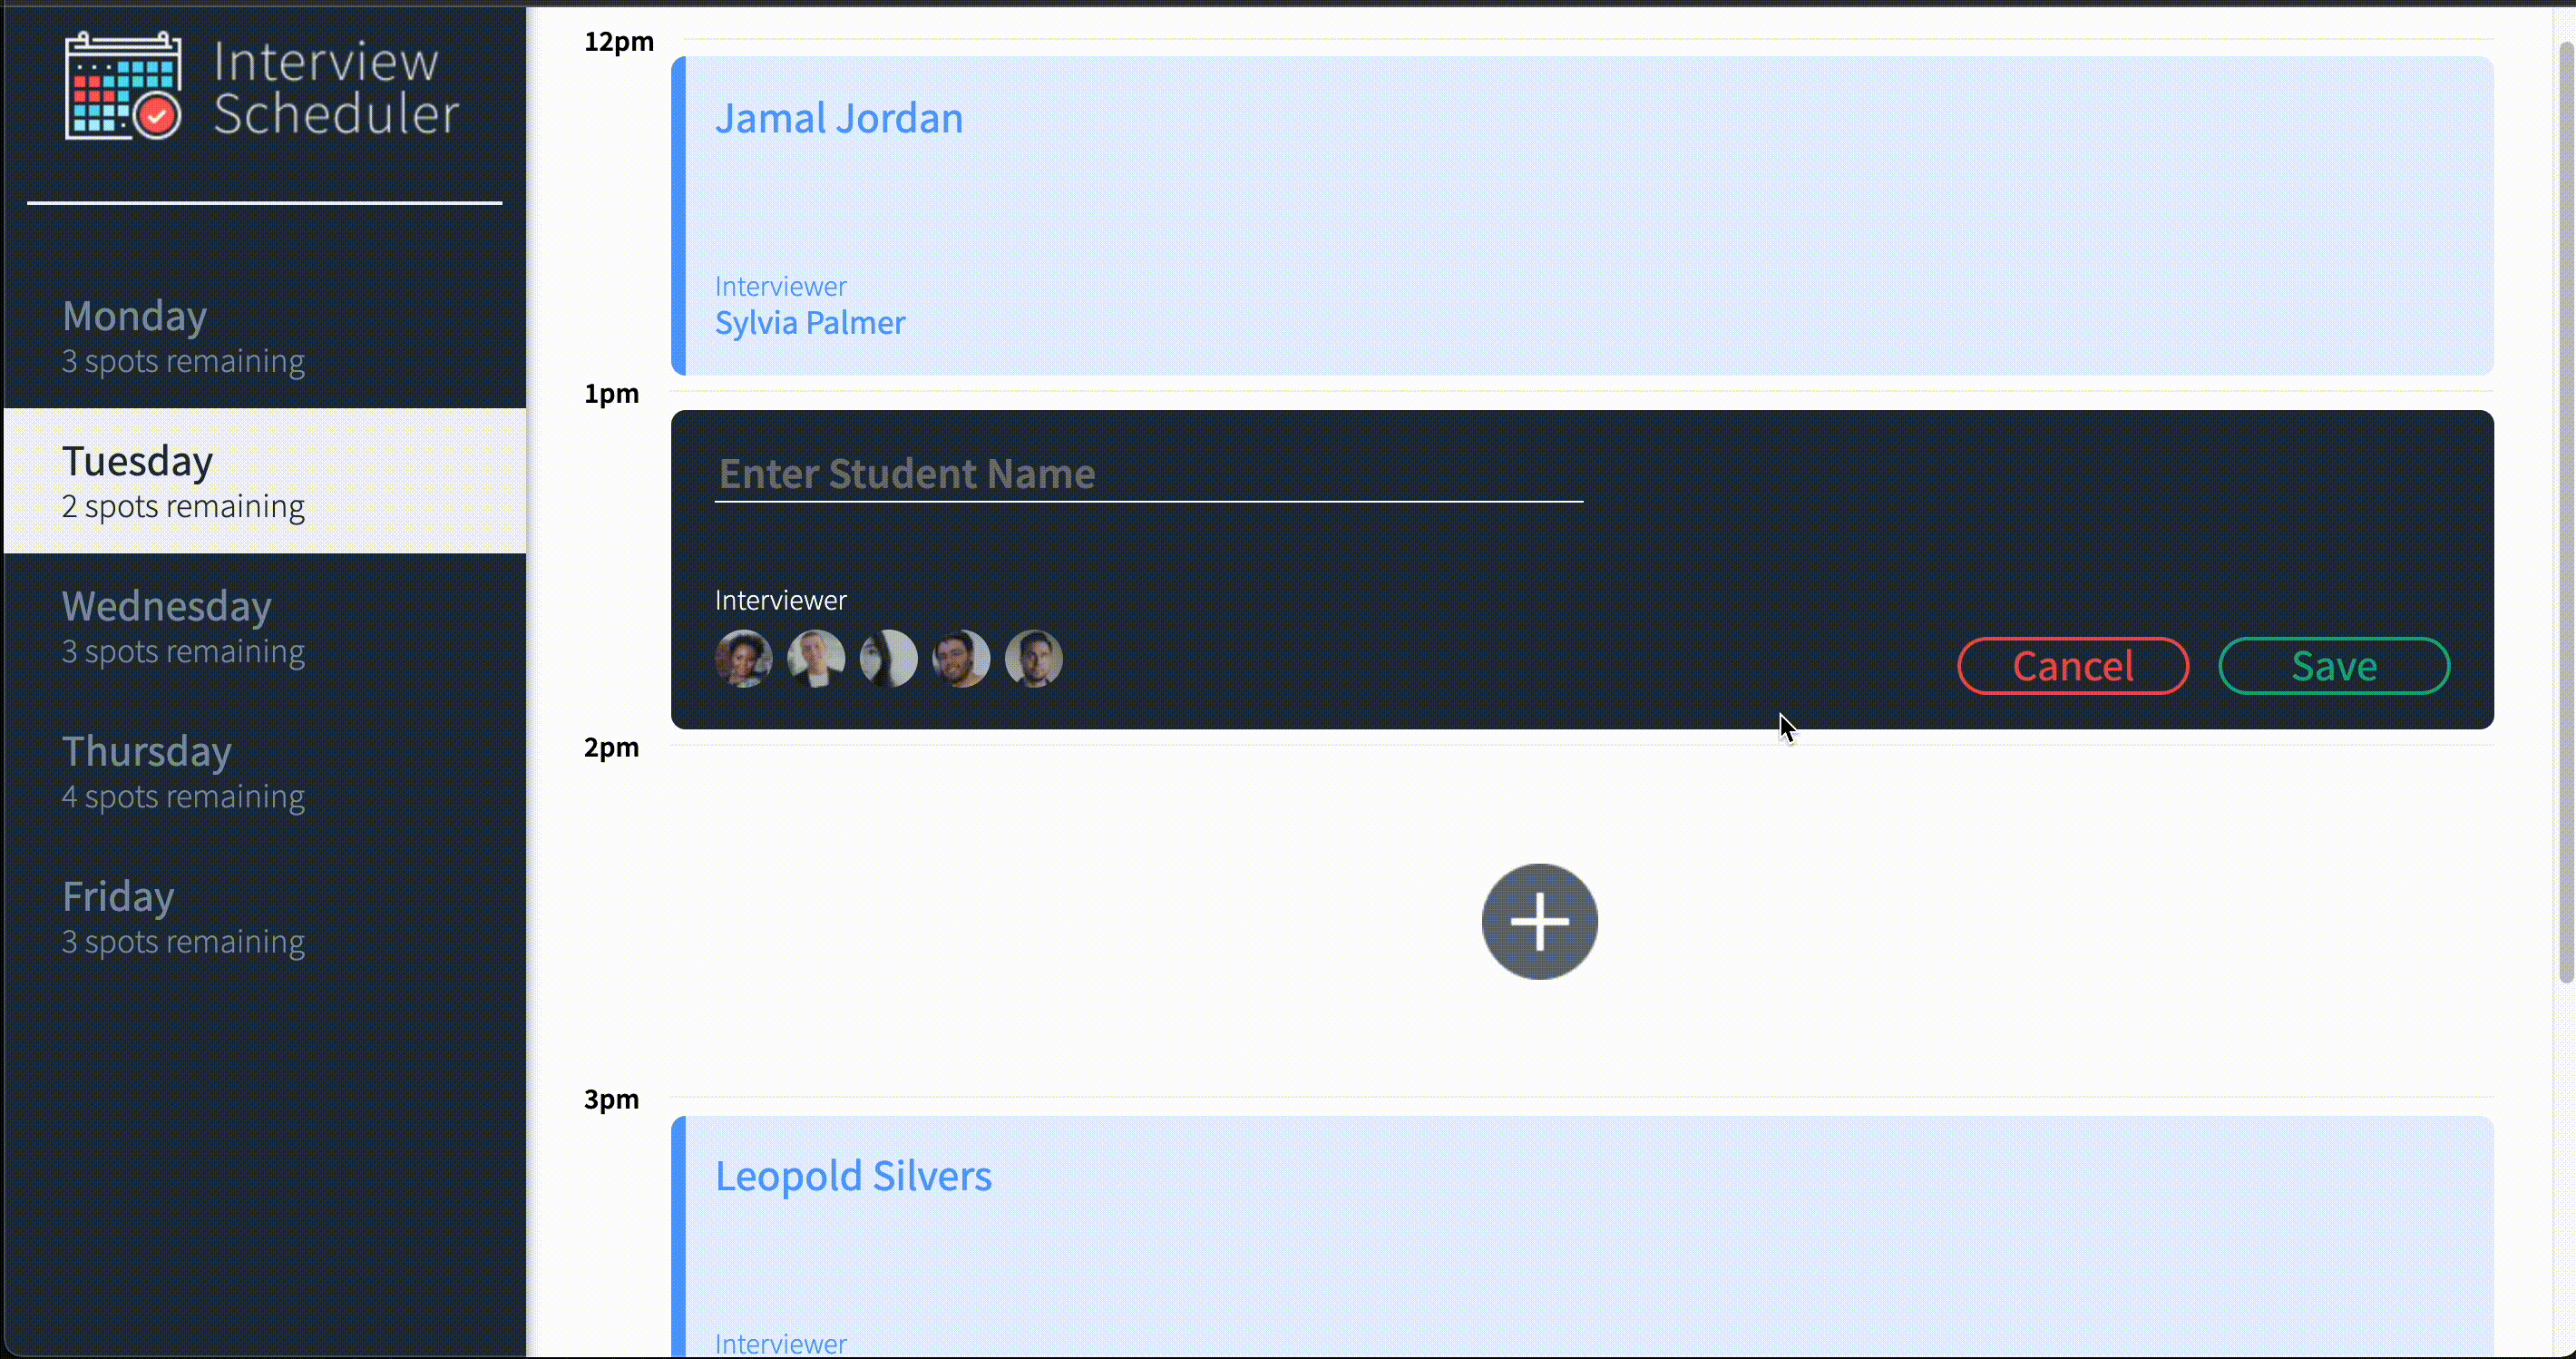 Interview
Scheduler
Monday
3 spots remaining
Tuesday
2 spots remaining
Wednesday
3 spots remaining
Thursday
4 spots remaining
Friday
3 spots remaining
12pm
Jamal Jordan
Interviewer
Sylvia Palmer
1pm
Enter Student Name
Interviewer
Cancel
Save
2pm
3pm
Leopold Silvers
Interviewer